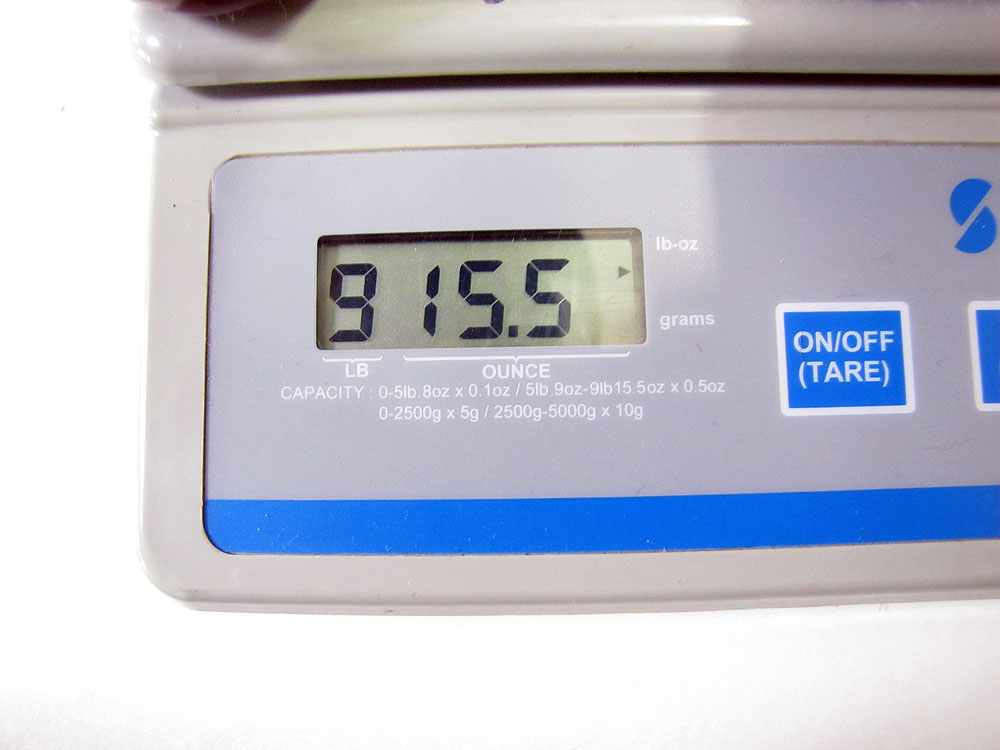 9 15.5
lb-oz
grams
LB OUNCE
CAPACITY : 0-5lb.8oz x 0.1oz / 5lb 9oz-9lb15.5oz x 0.5oz
0-2500g x 5g / 2500g-5000g x 10g
ON/OFF
(TARE)
S